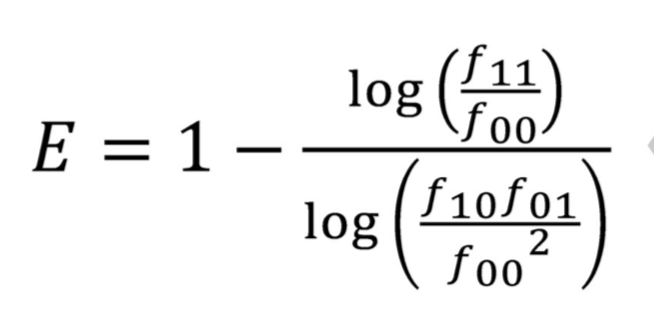 E = 1 − log(f₁₁/f₀₀) / log(f₁₀f₀₁/f₀₀²)